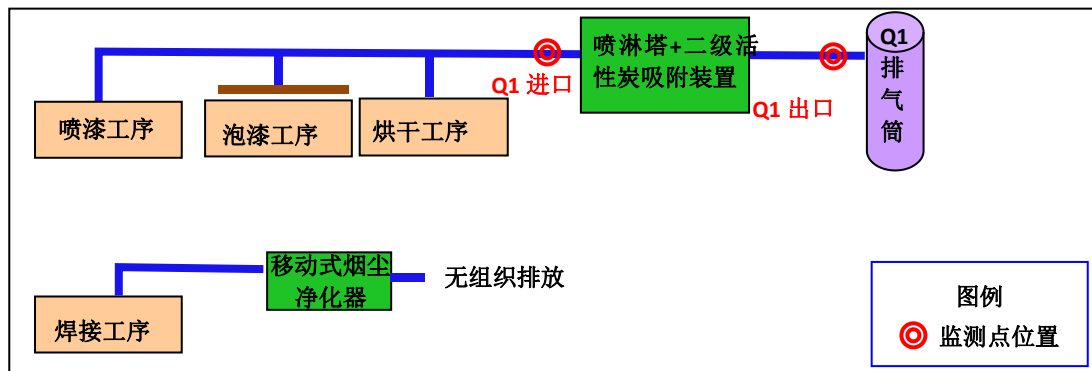 喷漆工序
泡漆工序
烘干工序
Q1 进口
喷淋塔+二级活
性炭吸附装置
Q1 出口
Q1
排
气
筒
焊接工序
移动式烟尘
净化器
无组织排放
图例
监测点位置